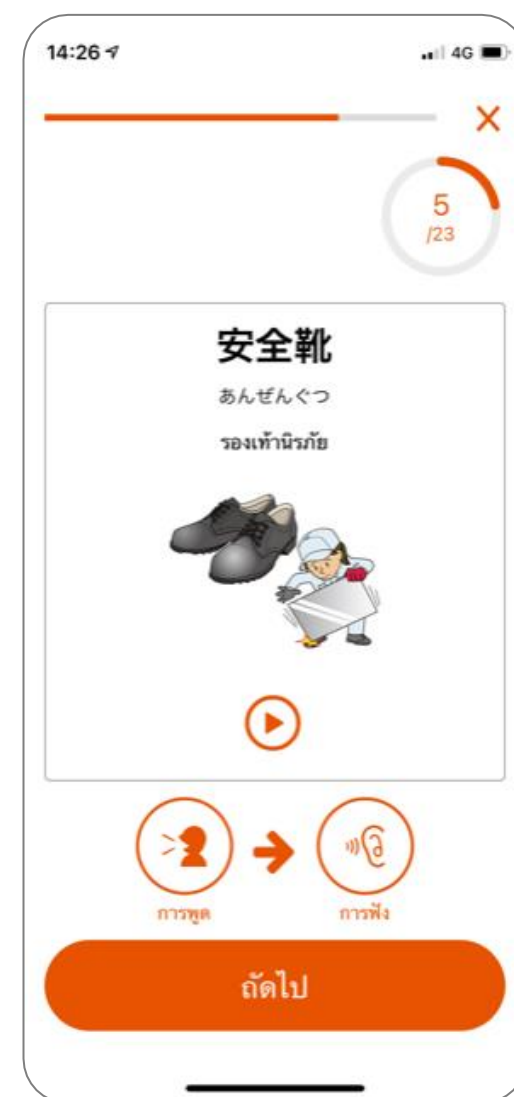 14:26
4G
5
/23
安全靴
あんぜんぐつ
รองเท้านิรภัย
การพูด
การฟัง
ถัดไป